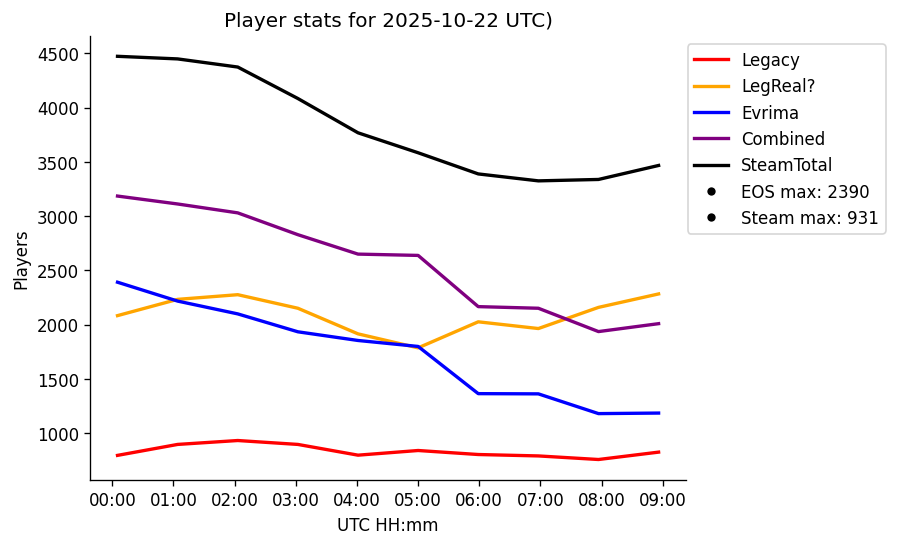 Player stats for 2025-10-22 UTC)
4500
4000
3500
3000
2500
2000
1500
1000
Players
00:00 01:00 02:00 03:00 04:00 05:00 06:00 07:00 08:00 09:00
UTC HH:mm
Legacy
LegReal?
Evrima
Combined
SteamTotal
EOS max: 2390
Steam max: 931